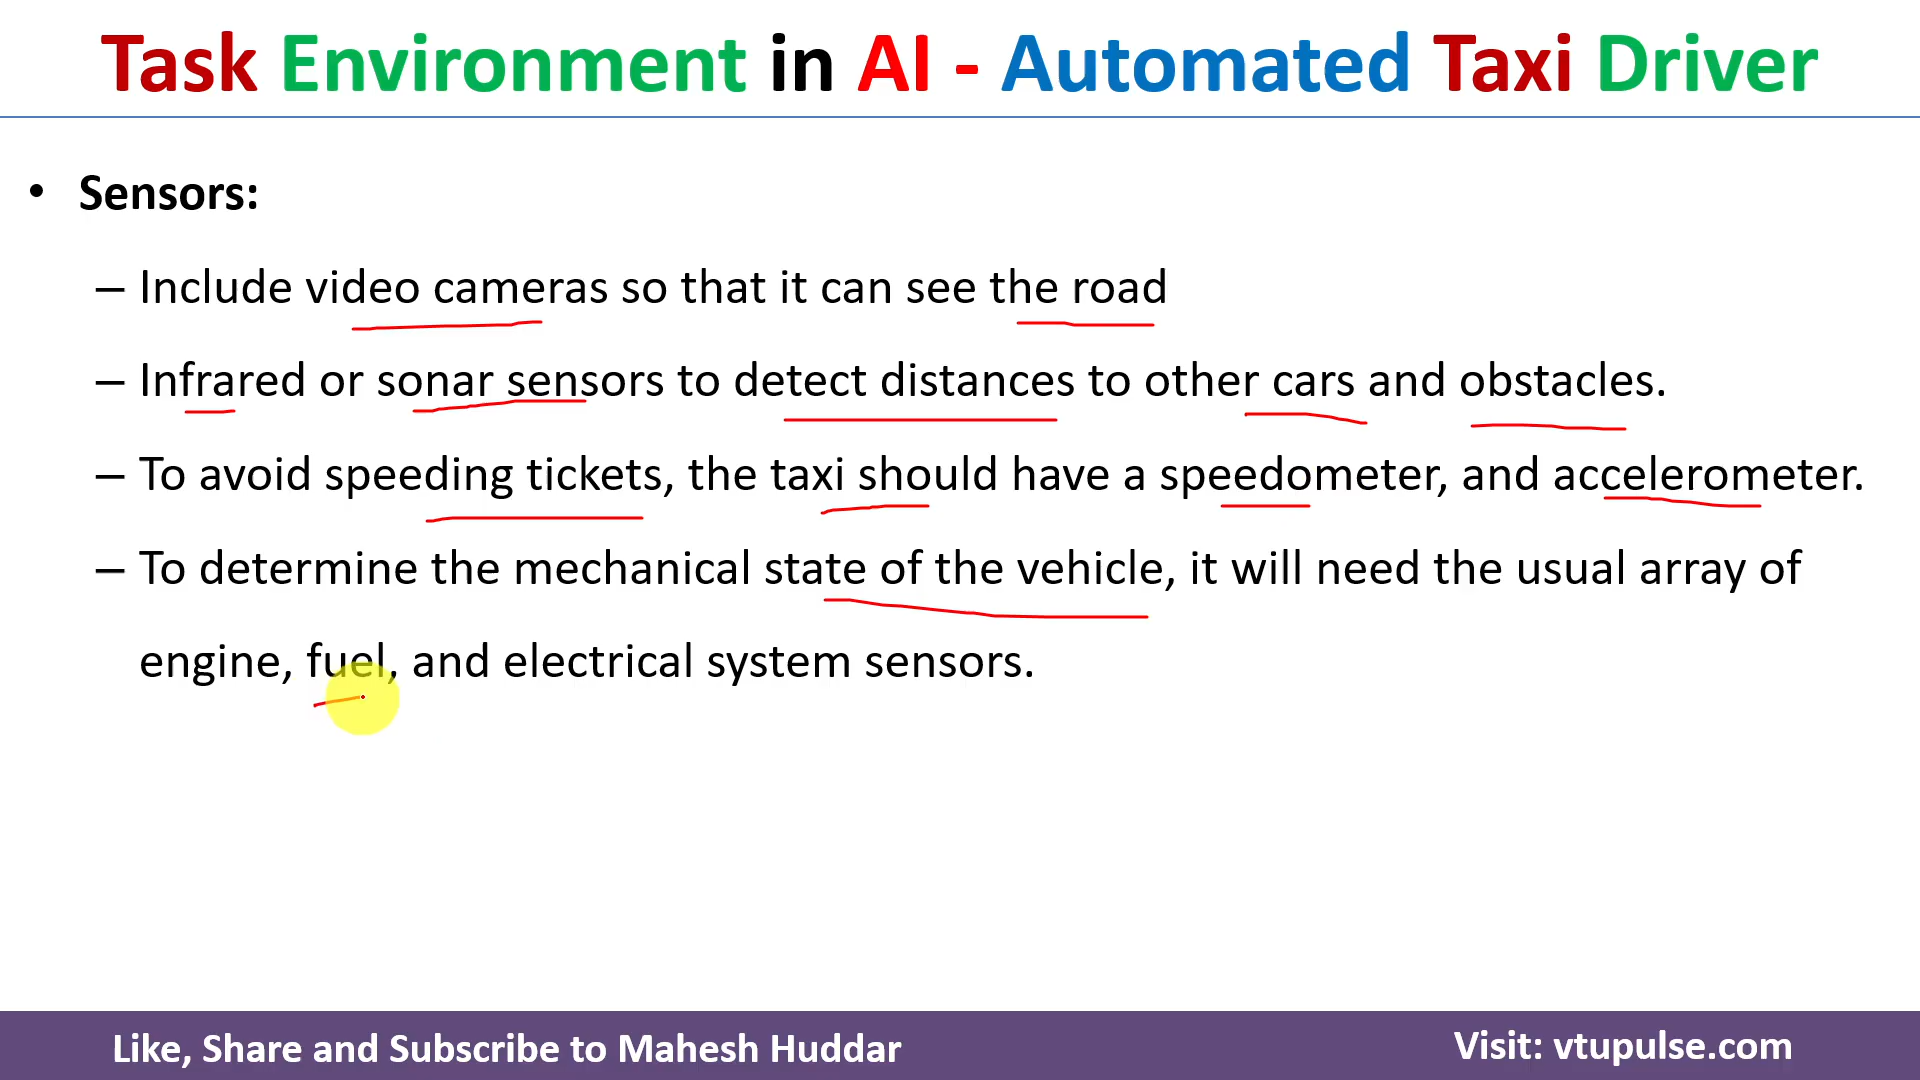 Task Environment in AI - Automated Taxi Driver
• Sensors:
– Include video cameras so that it can see the road
– Infrared or sonar sensors to detect distances to other cars and obstacles.
– To avoid speeding tickets, the taxi should have a speedometer, and accelerometer.
– To determine the mechanical state of the vehicle, it will need the usual array of
engine, fuel, and electrical system sensors.
Like, Share and Subscribe to Mahesh Huddar
Visit: vtupulse.com